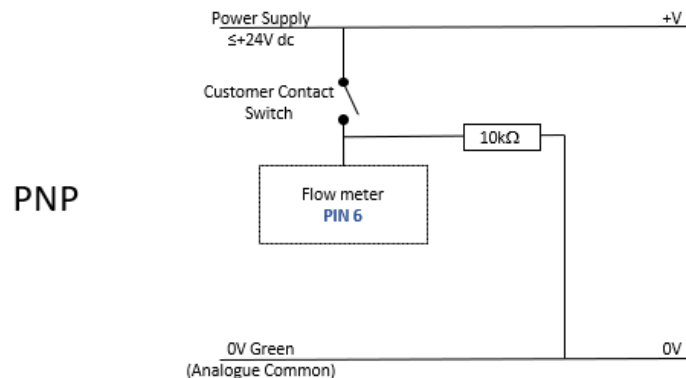 Power Supply
≤+24V dc
+V
Customer Contact
Switch
10kΩ
PNP
Flow meter
PIN 6
0V Green
(Analogue Common)
0V